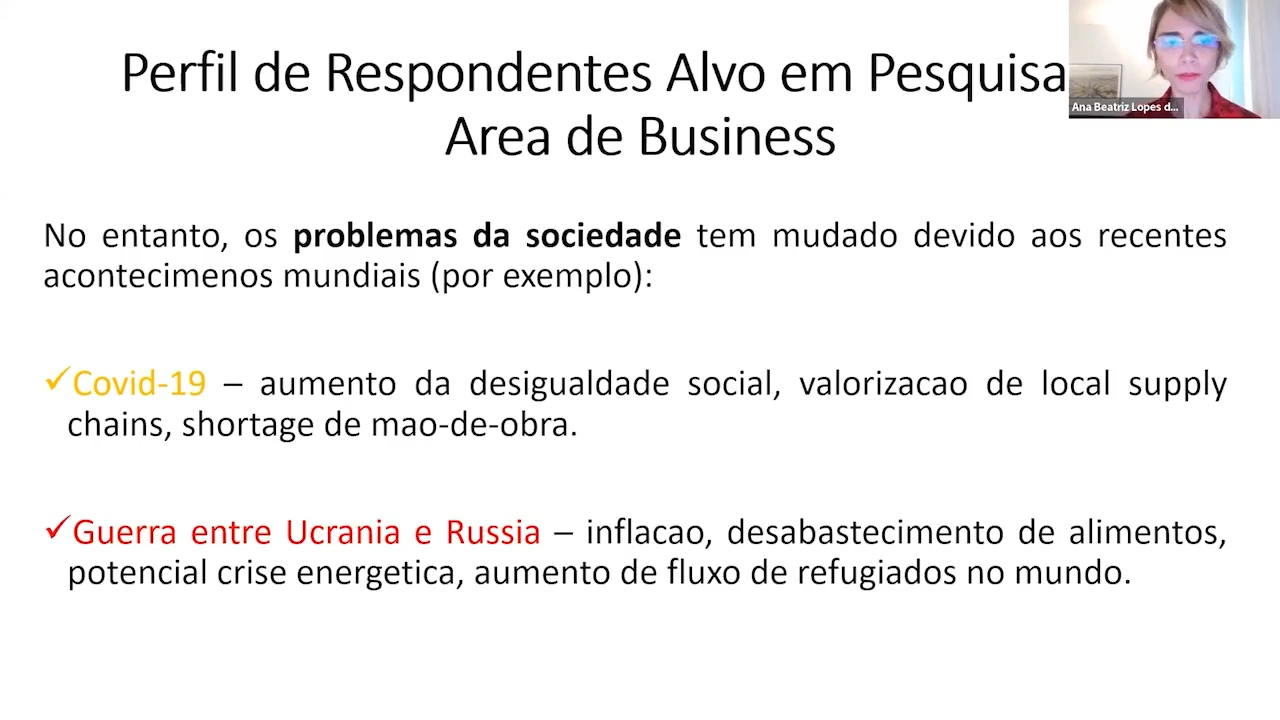 Perfil de Respondentes Alvo em Pesquisa
Area de Business
Ana Beatriz Lopes d...
No entanto, os problemas da sociedade tem mudado devido aos recentes
acontecimenos mundiais (por exemplo):
✓Covid-19 – aumento da desigualdade social, valorizacao de local supply
chains, shortage de mao-de-obra.
✓Guerra entre Ucrania e Russia – inflacao, desabastecimento de alimentos,
potencial crise energetica, aumento de fluxo de refugiados no mundo.